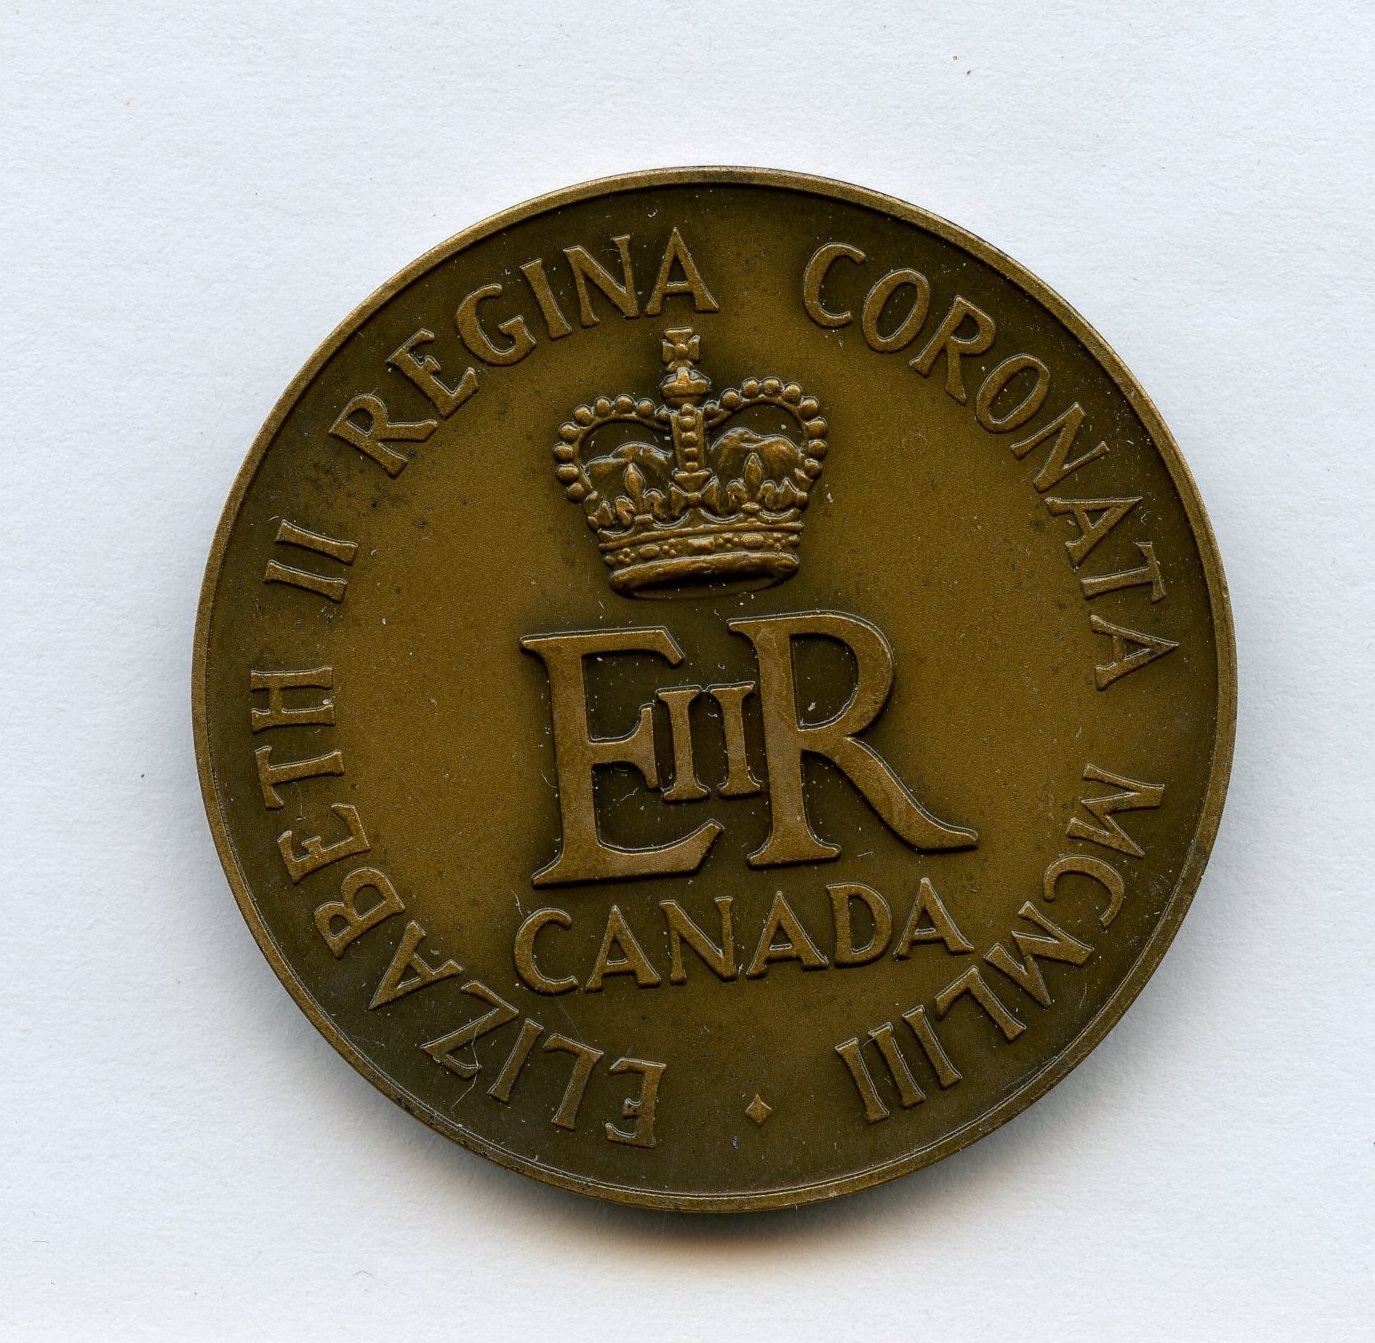 ELIZABETH II REGINA CORONATA MCMLIII
EIIR
CANADA